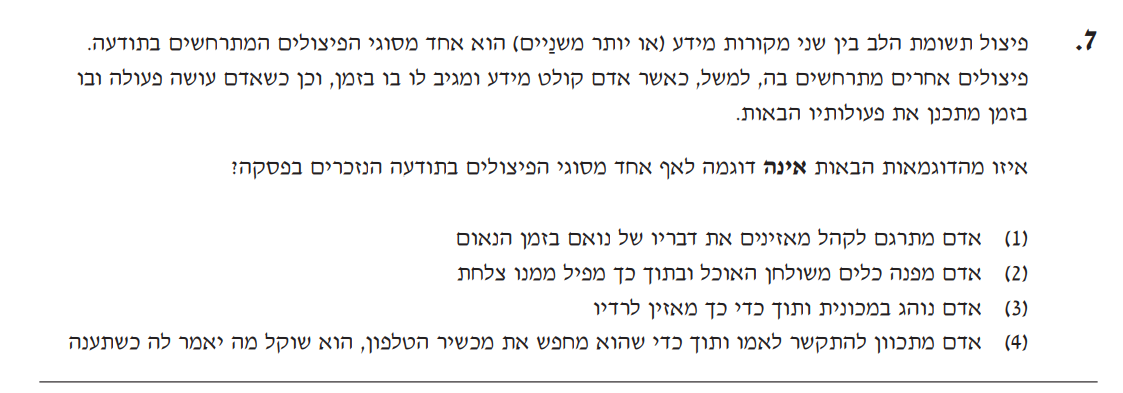 7. פיצול תשומת הלב בין שני מקורות מידע (או יותר משנַיים) הוא אחד מסוגי הפיצולים המתרחשים בתודעה.
פיצולים אחרים מתרחשים בה, למשל, כאשר אדם קולט מידע ומגיב לו בו בזמן, וכן כשאדם עושה פעולה ובו
בזמן מתכנן את פעולותיו הבאות.
איזו מהדוגמאות הבאות אינה דוגמה לאף אחד מסוגי הפיצולים בתודעה הנזכרים בפסקה?
(1) אדם מתרגם לקהל מאזינים את דבריו של נואם בזמן הנאום
(2) אדם מפנה כלים משולחן האוכל ובתוך כך מפיל ממנו צלחת
(3) אדם נוהג במכונית ותוך כדי כך מאזין לרדיו
(4) אדם מתכוון להתקשר לאמו ותוך כדי שהוא מחפש את מכשיר הטלפון, הוא שוקל מה יאמר לה כשתענה